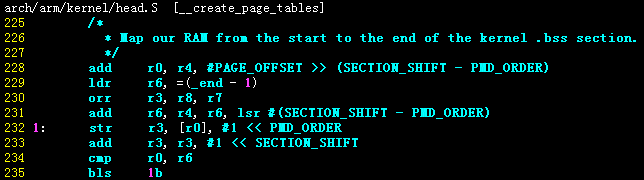 arch/arm/kernel/head.S [__create_page_tables]
225 /*
226 * Map our RAM from the start to the end of the kernel .bss section.
227 */
228 add r0, r4, #PAGE_OFFSET >> (SECTION_SHIFT - PMD_ORDER)
229 ldr r6, =(_end - 1)
230 orr r3, r8, r7
231 add r6, r4, r6, lsr #(SECTION_SHIFT - PMD_ORDER)
232 1: str r3, [r0], #1 << PMD_ORDER
233 add r3, r3, #1 << SECTION_SHIFT
234 cmp r0, r6
235 bls 1b